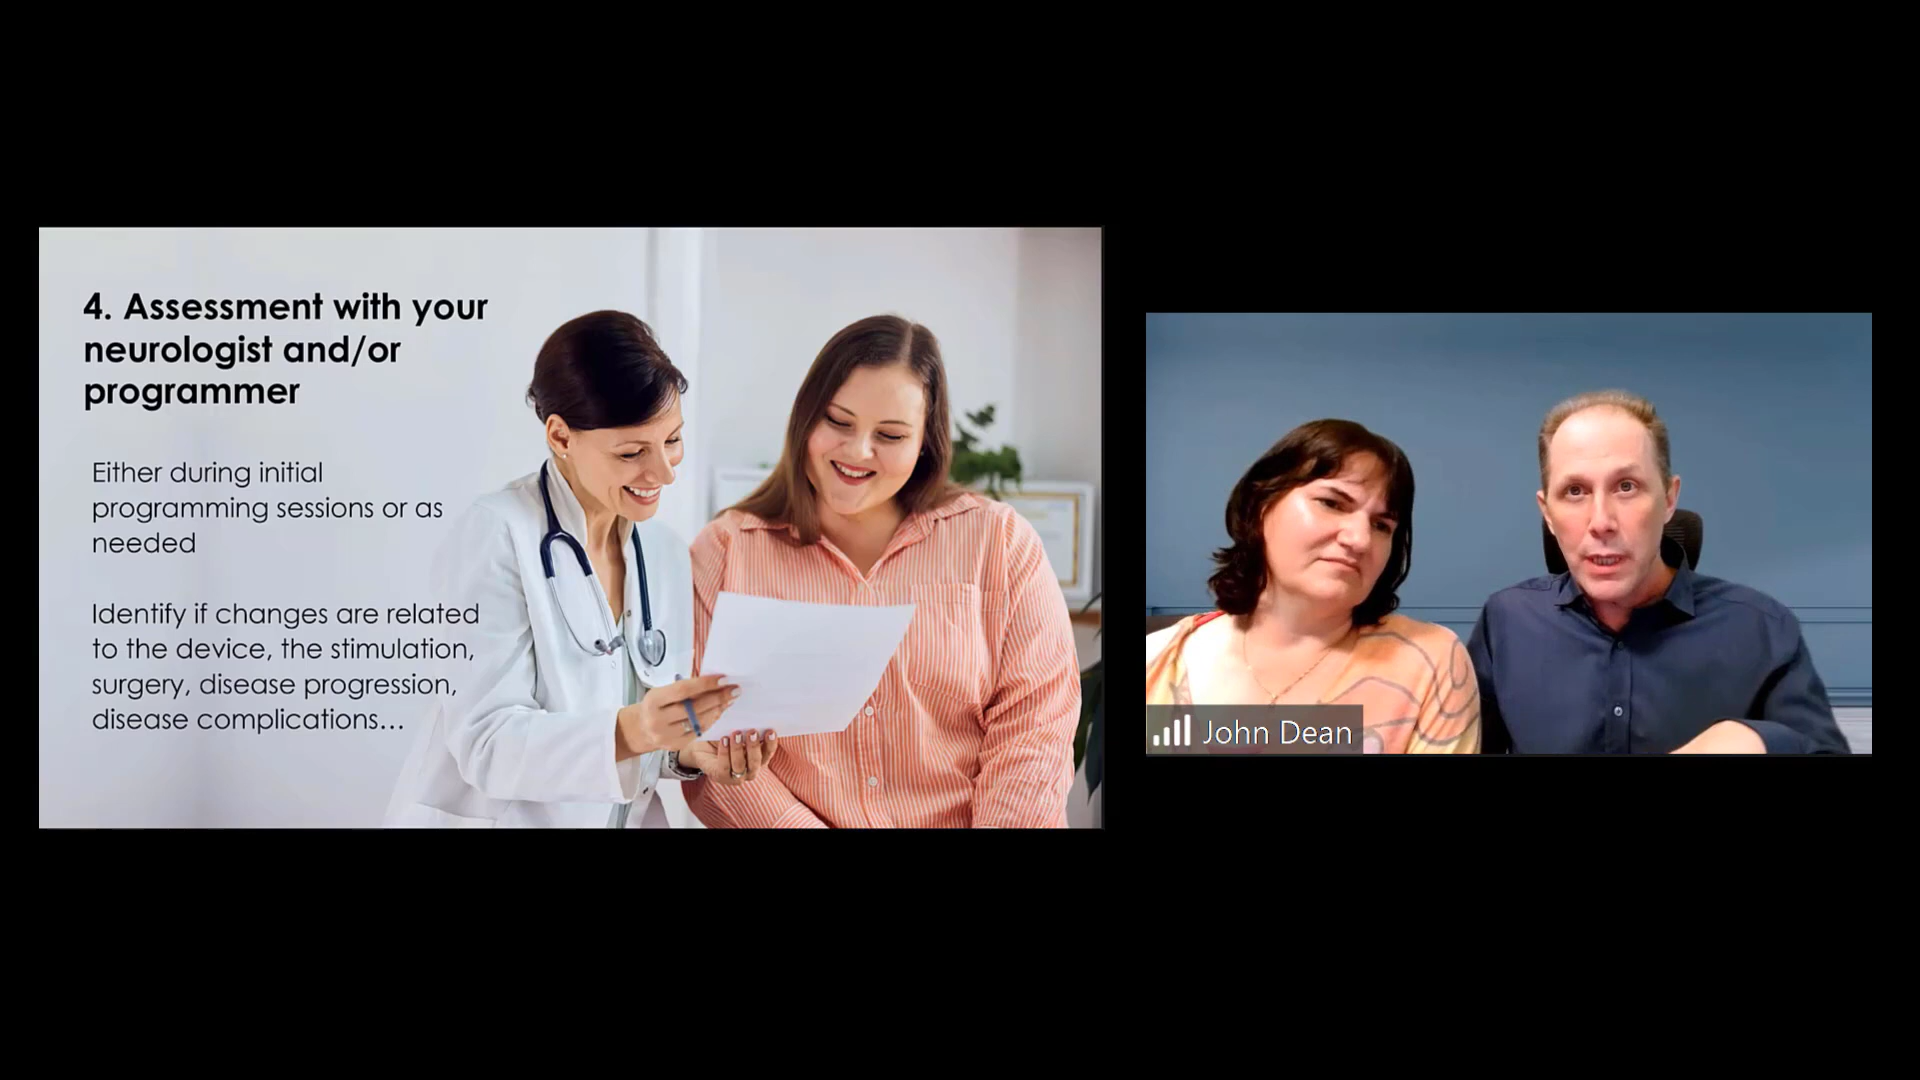 4. Assessment with your
neurologist and/or
programmer
Either during initial
programming sessions or as
needed
Identify if changes are related
to the device, the stimulation,
surgery, disease progression,
disease complications...
John Dean